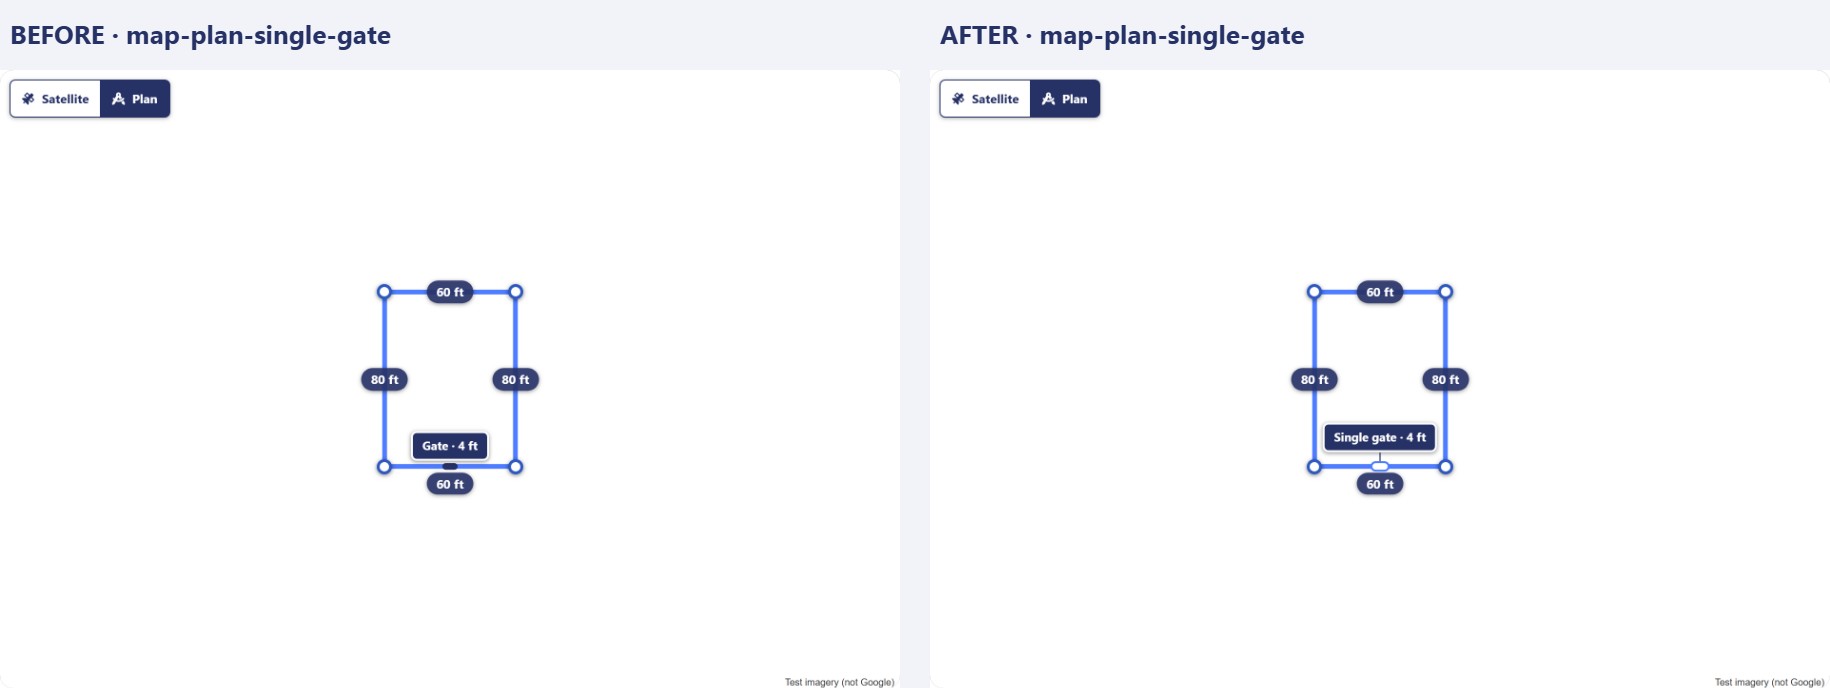 BEFORE · map-plan-single-gate
Satellite Plan
60 ft
80 ft 80 ft
Gate · 4 ft
60 ft
Test imagery (not Google)
AFTER · map-plan-single-gate
Satellite Plan
60 ft
80 ft 80 ft
Single gate · 4 ft
60 ft
Test imagery (not Google)